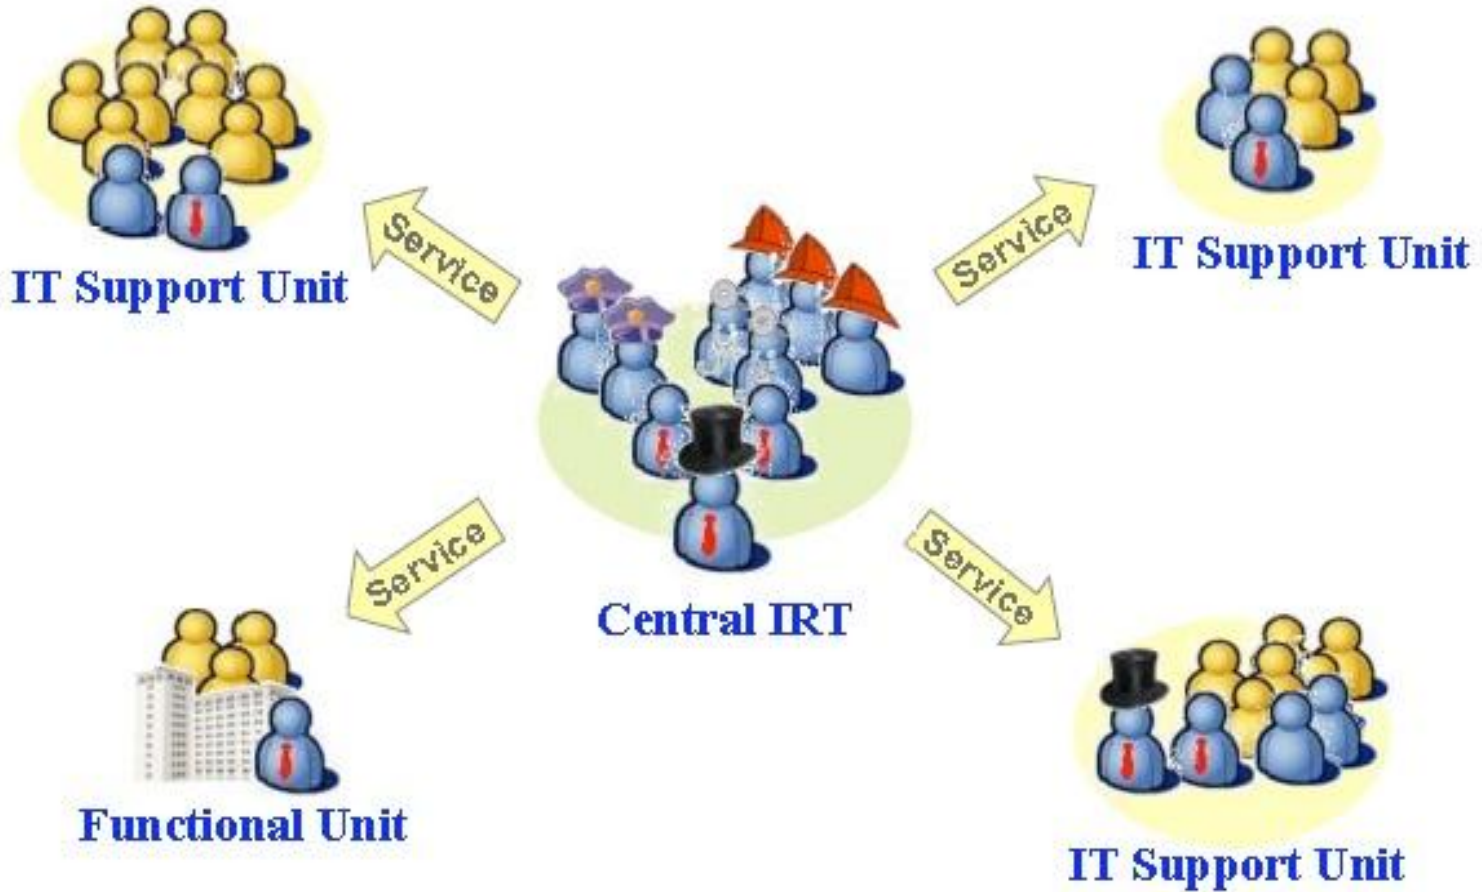 IT Support Unit
Service
Service
IT Support Unit
Central IRT
Service
Service
Functional Unit
IT Support Unit